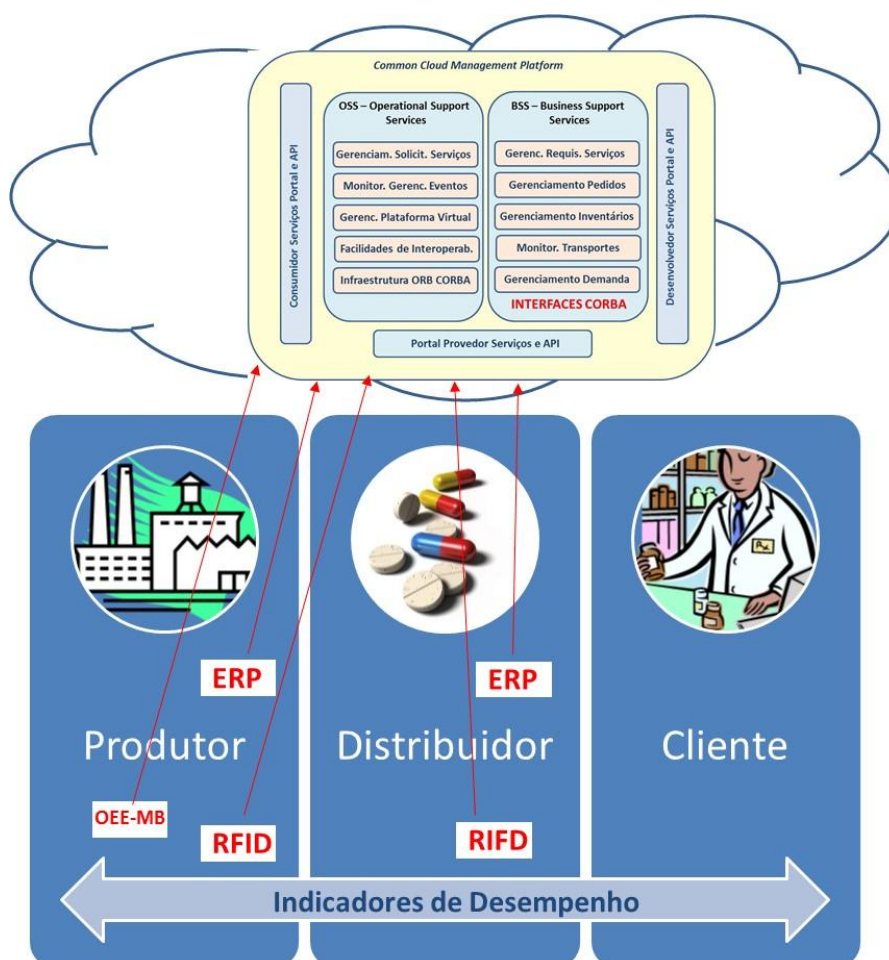 Common Cloud Management Platform
Consumidor Serviços Portal e API
OSS – Operational Support
Services
Gerenciam. Solicit. Serviços
Monitor. Gerenc. Eventos
Gerenc. Plataforma Virtual
Facilidades de Interoperab.
Infraestrutura ORB CORBA
BSS – Business Support
Services
Gerenc. Requis. Serviços
Gerenciamento Pedidos
Gerenciamento Inventários
Monitor. Transportes
Gerenciamento Demanda
INTERFACES CORBA
Desenvolvedor Serviços Portal e API
Portal Provedor Serviços e API
ERP
ERP
Produtor
Distribuidor
Cliente
OEE-MB
RFID
RIFD
Indicadores de Desempenho